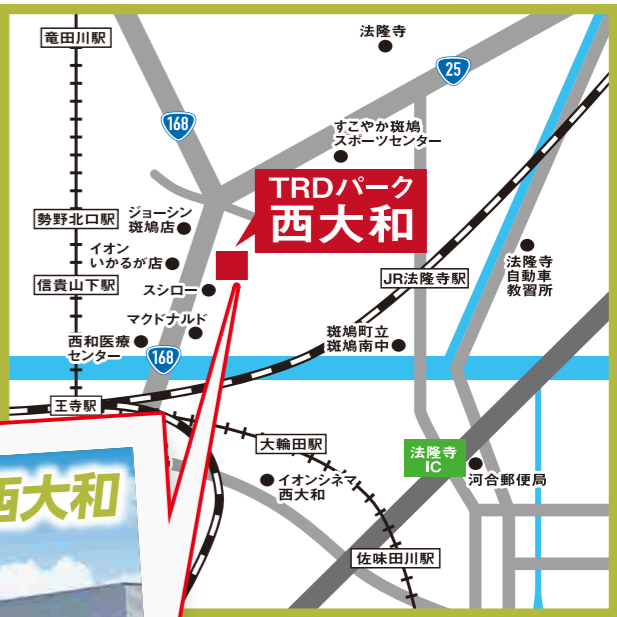 竜田川駅
法隆寺
25
168
すこやか斑鳩
スポーツセンター
TRDパーク
西大和
勢野北口駅
ジョーシン
斑鳩店
イオン
いかるが店
信貴山下駅
スシロー
JR法隆寺駅
法隆寺
自動車
教習所
マクドナルド
西和医療
センター
168
斑鳩町立
斑鳩南中
王寺駅
大輪田駅
法隆寺
IC
河合郵便局
イオンシネマ
西大和
西大和
佐味田川駅